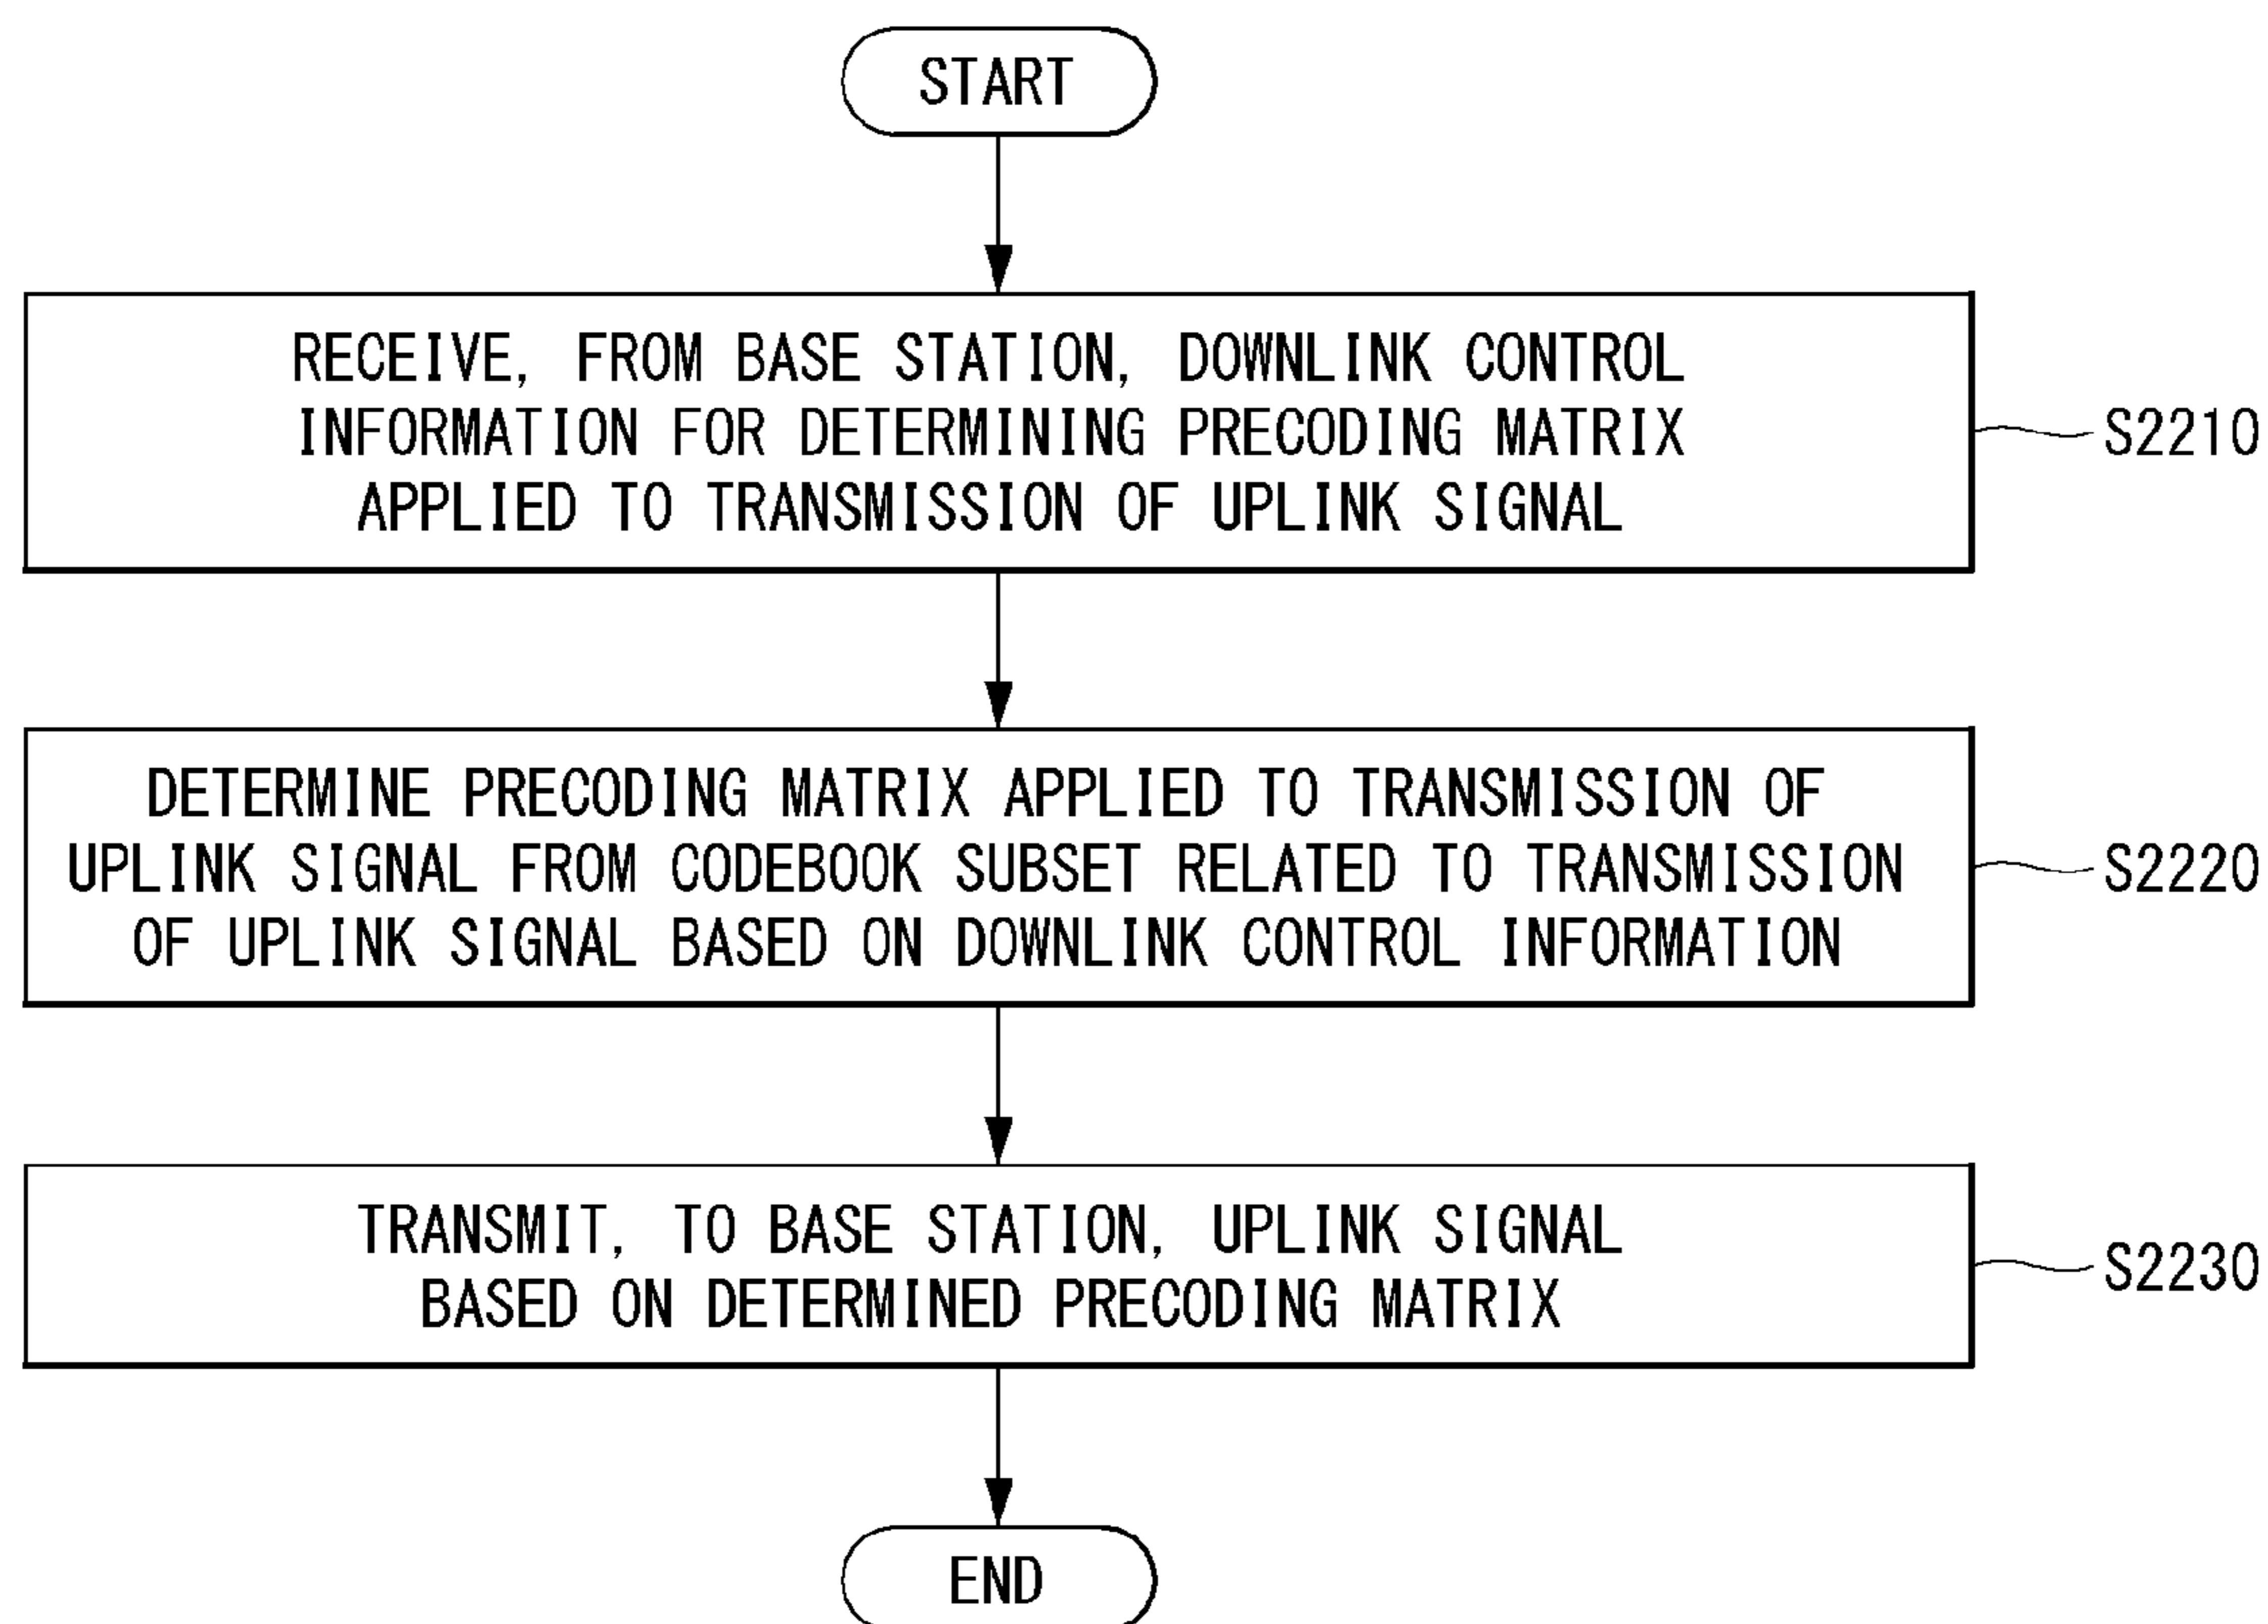 START
RECEIVE, FROM BASE STATION, DOWNLINK CONTROL
INFORMATION FOR DETERMINING PRECODING MATRIX
APPLIED TO TRANSMISSION OF UPLINK SIGNAL
S2210
DETERMINE PRECODING MATRIX APPLIED TO TRANSMISSION OF
UPLINK SIGNAL FROM CODEBOOK SUBSET RELATED TO TRANSMISSION
OF UPLINK SIGNAL BASED ON DOWNLINK CONTROL INFORMATION
S2220
TRANSMIT, TO BASE STATION, UPLINK SIGNAL
BASED ON DETERMINED PRECODING MATRIX
S2230
END